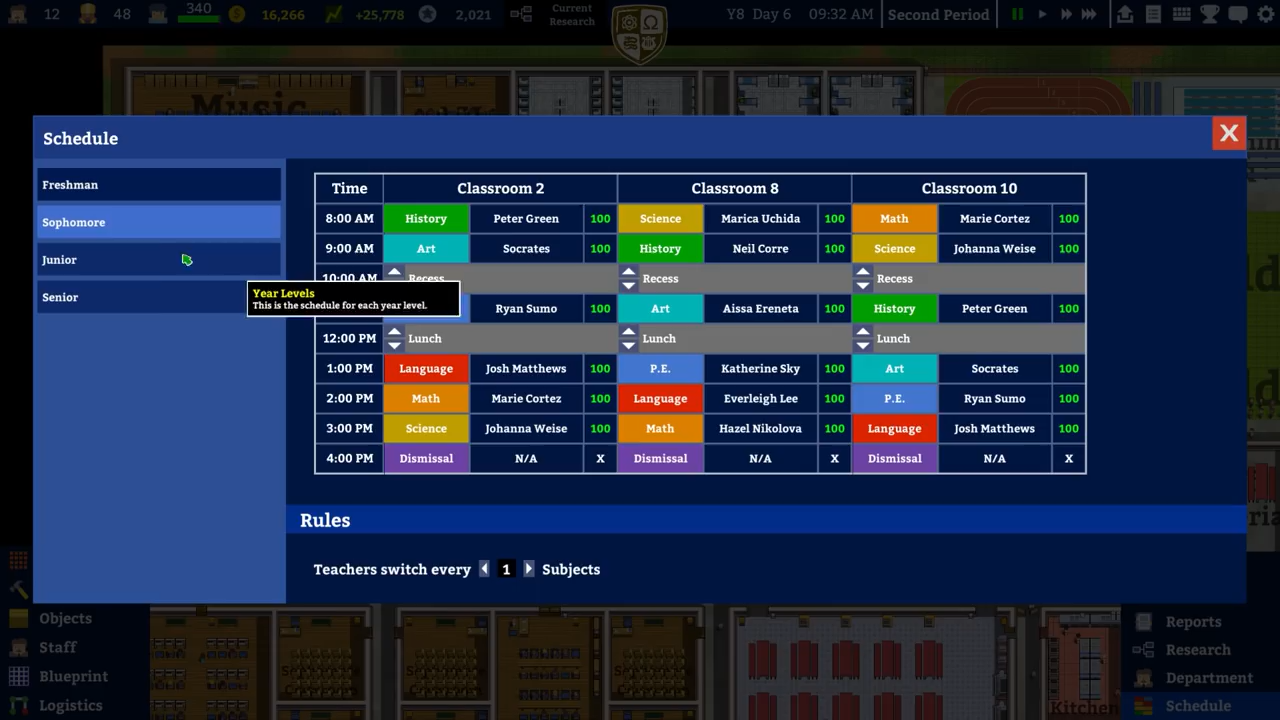 12 48 340 16,266 +25,778 2,021 Current Research Y8 Day 6 09:32 AM Second Period
Music
Schedule
Freshman
Sophomore
Junior
Senior
Year Levels
This is the schedule for each year level.
Time Classroom 2 Classroom 8 Classroom 10
8:00 AM History Peter Green 100 Science Marica Uchida 100 Math Marie Cortez 100
9:00 AM Art Socrates 100 History Neil Corre 100 Science Johanna Weise 100
10:00 AM Recess Recess Recess
Ryan Sumo 100 Art Aissa Ereneta 100 History Peter Green 100
12:00 PM Lunch Lunch Lunch
1:00 PM Language Josh Matthews 100 P.E. Katherine Sky 100 Art Socrates 100
2:00 PM Math Marie Cortez 100 Language Everleigh Lee 100 P.E. Ryan Sumo 100
3:00 PM Science Johanna Weise 100 Math Hazel Nikolova 100 Language Josh Matthews 100
4:00 PM Dismissal N/A X Dismissal N/A X Dismissal N/A X
Rules
Teachers switch every 1 Subjects
Objects
Staff
Blueprint
Logistics
Kitchen
Reports
Research
Department
Schedule